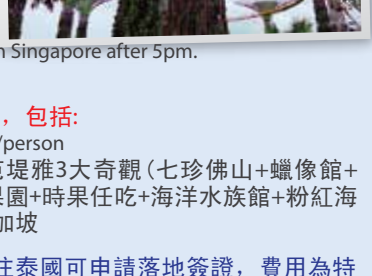 Singapore after 5pm.
，包括:
/person
堤雅3大奇觀（七珍佛山+蠟像館+
果園+時果任吃+海洋水族館+粉紅海
加坡
往泰國可申請落地簽證，費用為特